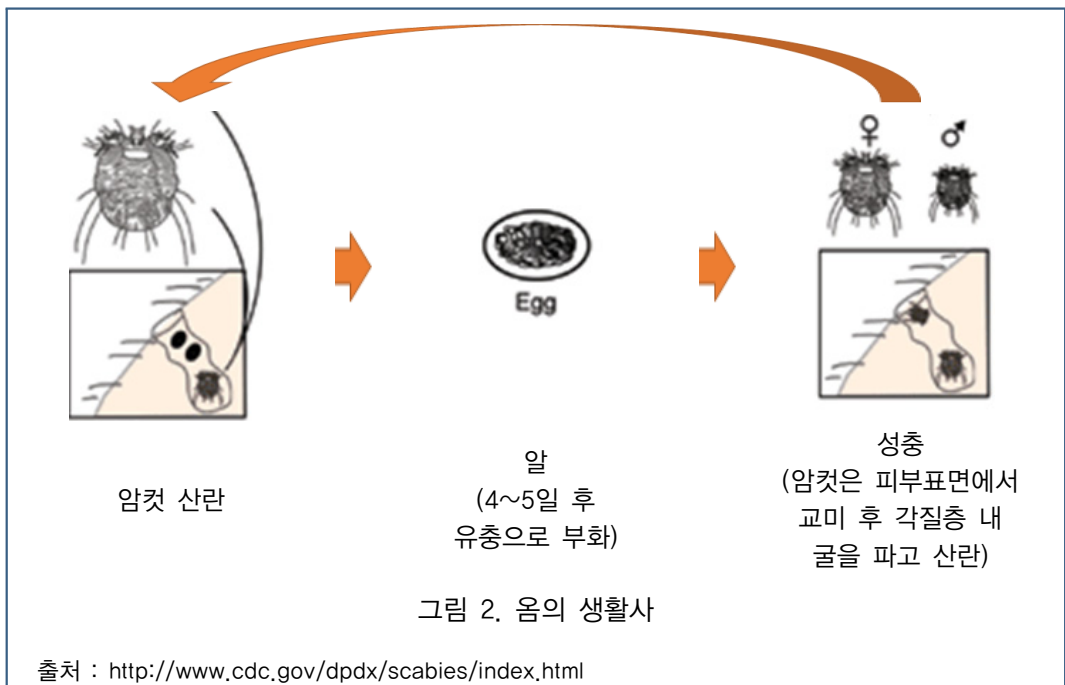 Egg
암컷 산란
알
(4~5일 후
유충으로 부화)
성충
(암컷은 피부표면에서
교미 후 각질층 내
굴을 파고 산란)
그림 2. 옴의 생활사
출처 : http://www.cdc.gov/dpdx/scabies/index.html